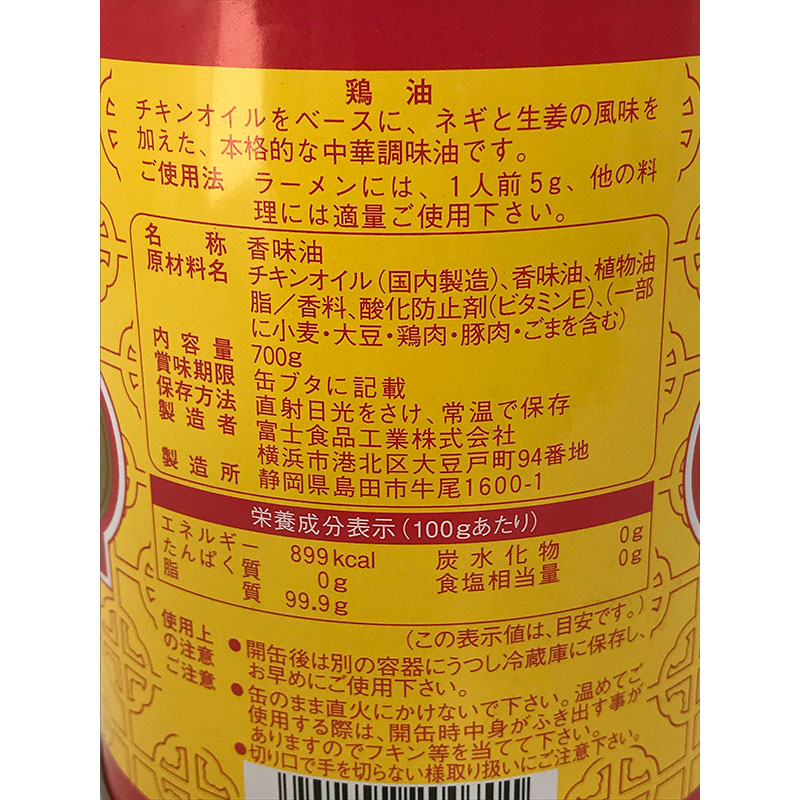 鶏油
チキンオイルをベースに、ネギと生姜の風味を
加えた、本格的な中華調味油です。
ご使用法 ラーメンには、1人前5g、他の料
理には適量ご使用下さい。
名称 香味油
原材料名 チキンオイル(国内製造)、香味油、植物油
脂/香料、酸化防止剤(ビタミンE)、(一部
に小麦・大豆・鶏肉・豚肉・ごまを含む)
内容量 700g
賞味期限 缶ブタに記載
保存方法 直射日光をさけ、常温で保存
製造者 富士食品工業株式会社
横浜市港北区大豆戸町94番地
製造所 静岡県島田市牛尾1600-1
栄養成分表示(100gあたり)
エネルギー 899kcal 炭水化物 0g
たんぱく質 0g 食塩相当量 0g
脂質 99.9g
(この表示値は、目安です。)
使用上の注意ご注意
●開缶後は別の容器にうつし冷蔵庫に保存し、
お早めにご使用下さい。
●缶のまま直火にかけないで下さい。温めてご
使用する際は、開缶時中身がふき出す事が
ありますのでフキン等を当てて下さい。
●切り口で手を切らない様取り扱いにご注意下さい。